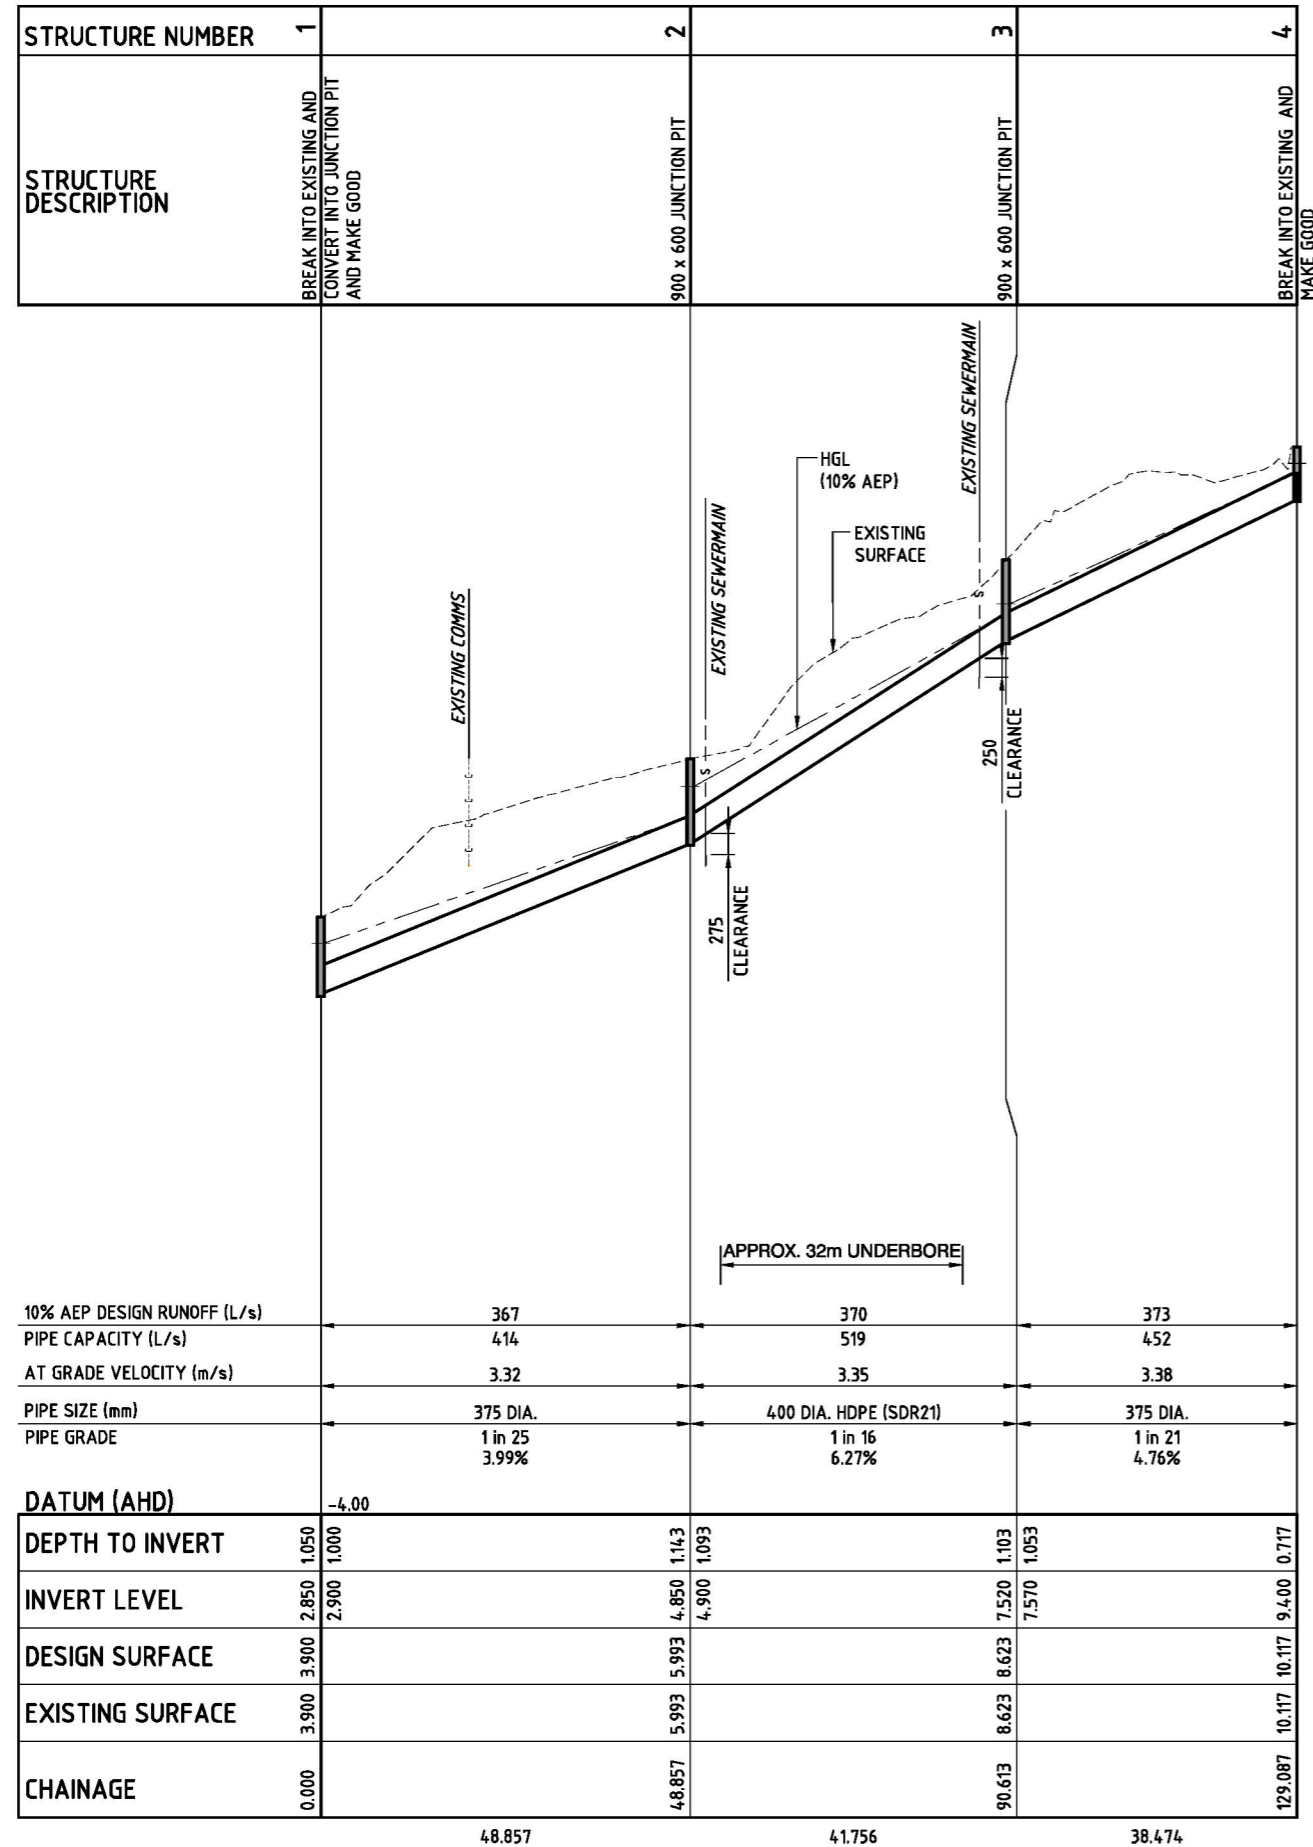 STRUCTURE NUMBER 1 2 3 4
STRUCTURE
DESCRIPTION
BREAK INTO EXISTING AND
CONVERT INTO JUNCTION PIT
AND MAKE GOOD
900 x 600 JUNCTION PIT
900 x 600 JUNCTION PIT
BREAK INTO EXISTING AND
MAKE GOOD
EXISTING COMMS
EXISTING SEWERMAIN
S
275
CLEARANCE
HGL
(10% AEP)
EXISTING
SURFACE
EXISTING SEWERMAIN
S
250
CLEARANCE
APPROX. 32m UNDERBORE
10% AEP DESIGN RUNOFF (L/s) 367 370 373
PIPE CAPACITY (L/s) 414 519 452
AT GRADE VELOCITY (m/s) 3.32 3.35 3.38
PIPE SIZE (mm) 375 DIA. 400 DIA. HDPE (SDR21) 375 DIA.
PIPE GRADE 1 in 25 1 in 16 1 in 21
3.99% 6.27% 4.76%
DATUM (AHD) -4.00
DEPTH TO INVERT 1.050 1.000 1.143 1.093 1.103 1.053 0.717
INVERT LEVEL 2.850 2.900 4.850 4.900 7.520 7.570 9.400
DESIGN SURFACE 3.900 5.993 8.623 10.117
EXISTING SURFACE 3.900 5.993 8.623 10.117
CHAINAGE 0.000 48.857 90.613 129.087
48.857 41.756 38.474